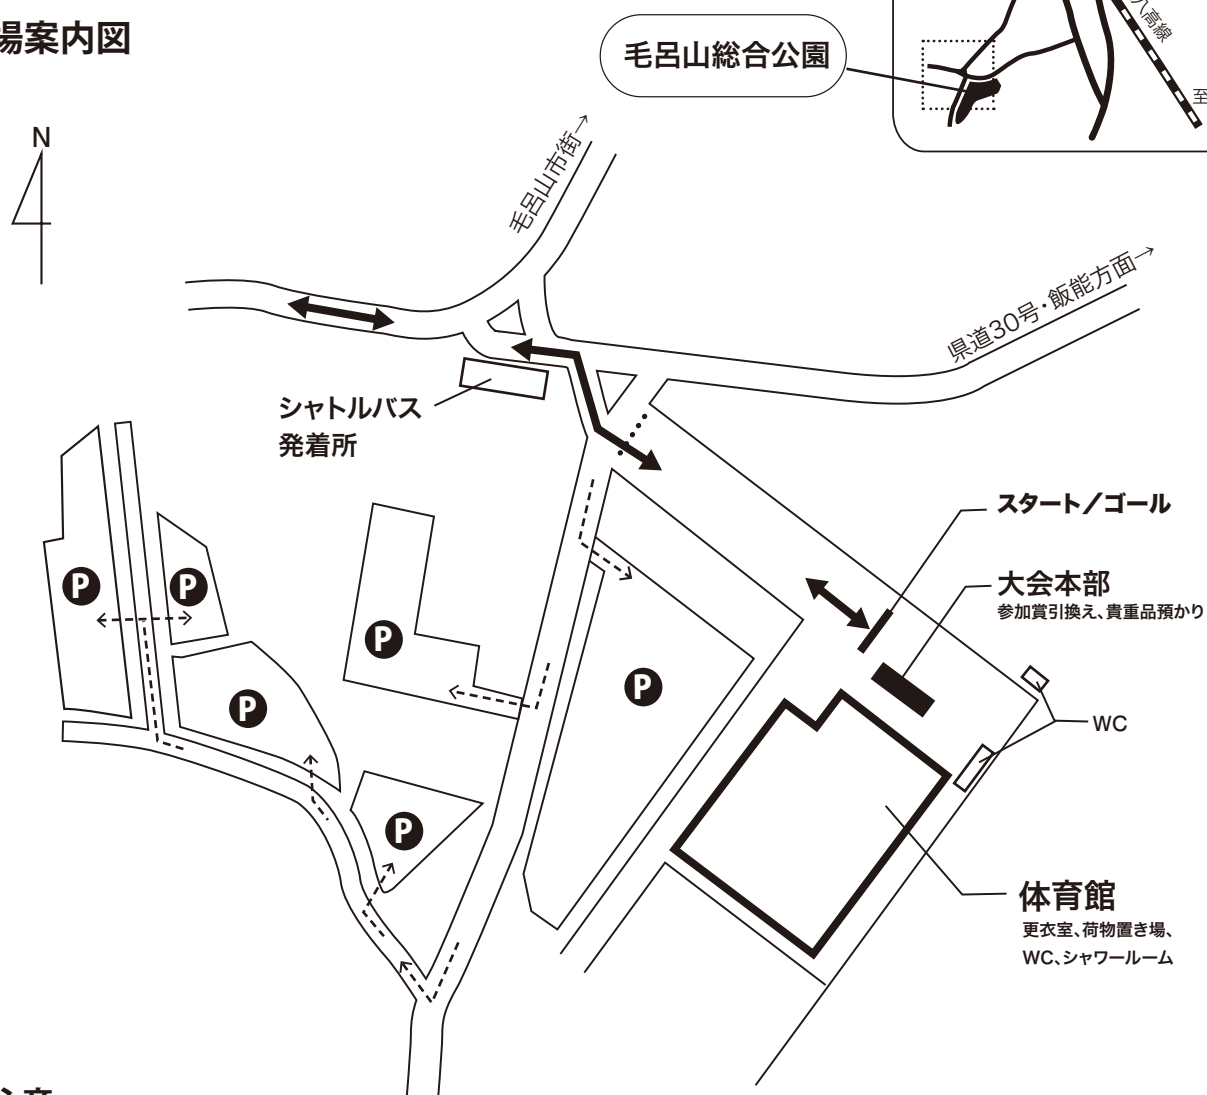 場案内図
毛呂山総合公園
八高線
至
N
毛呂山市街→
県道30号・飯能方面→
シャトルバス
発着所
スタート／ゴール
大会本部
参加賞引換え、貴重品預かり
P
P
P
P
P
P
WC
体育館
更衣室、荷物置き場、
WC、シャワールーム